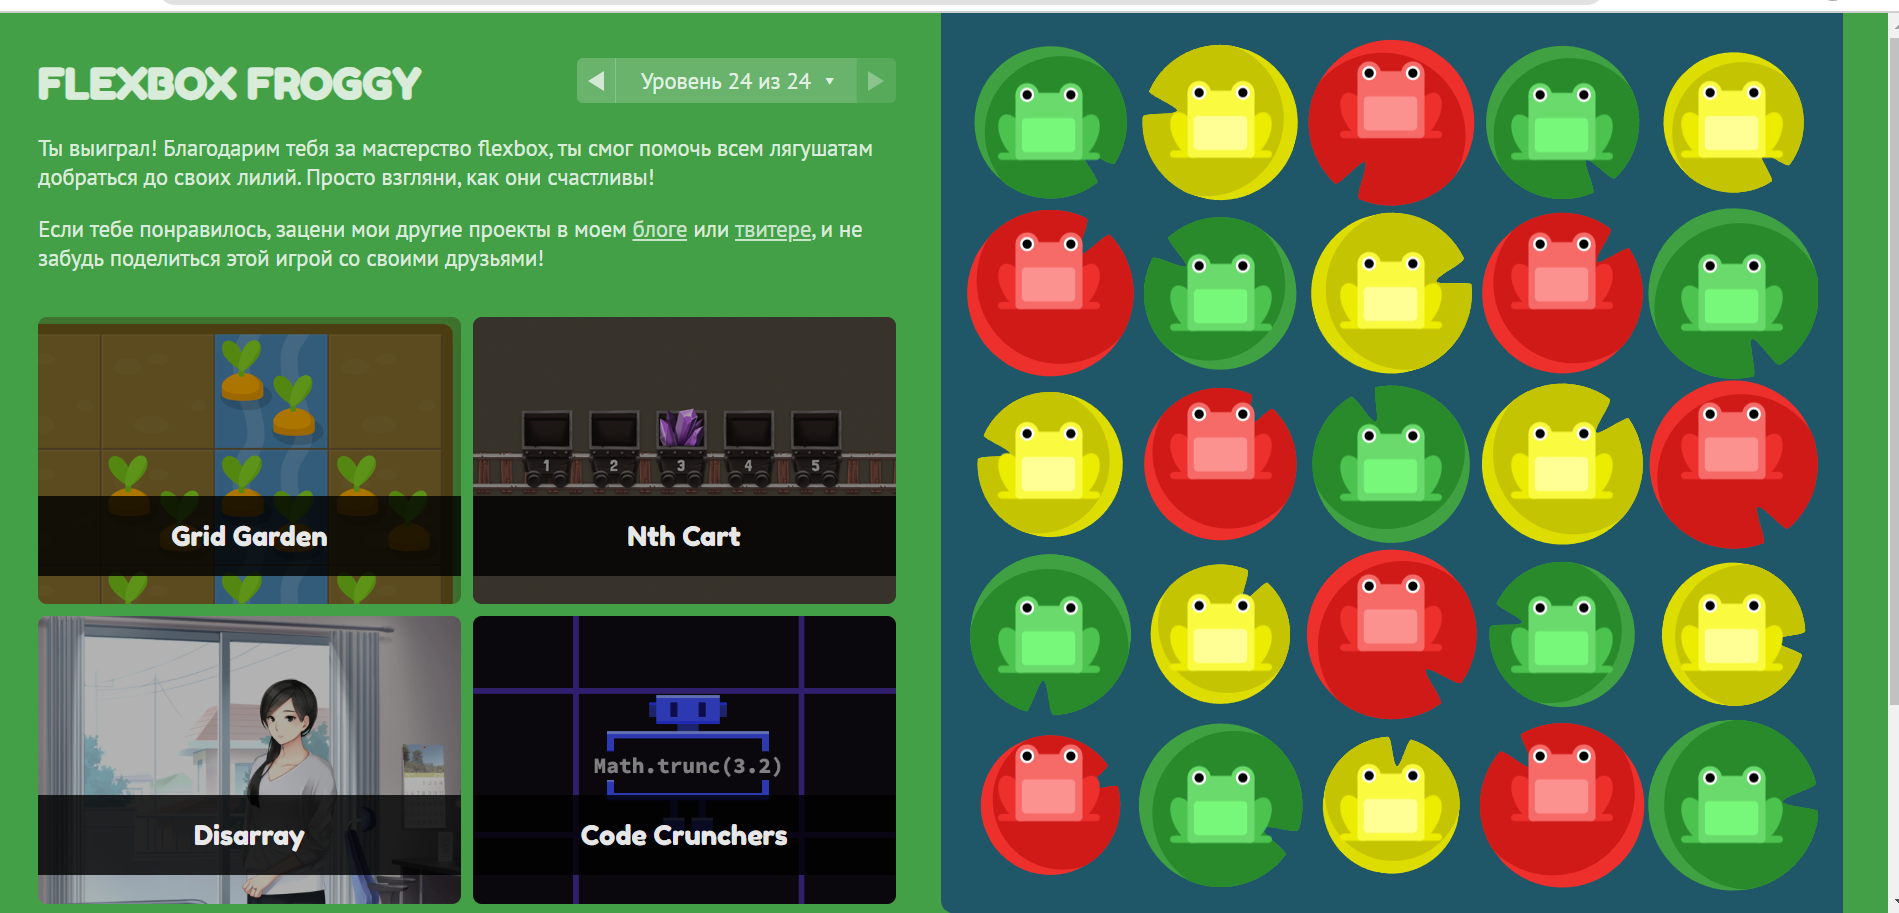 FLEXBOX FROGGY
Уровень 24 из 24
Ты выиграл! Благодарим тебя за мастерство flexbox, ты смог помочь всем лягушатам
добраться до своих лилий. Просто взгляни, как они счастливы!
Если тебе понравилось, зацени мои другие проекты в моем блоге или твитере, и не
забудь поделиться этой игрой со своими друзьями!
1 2 3 4 5
Grid Garden
Nth Cart
Math.trunc(3.2)
Disarray
Code Crunchers